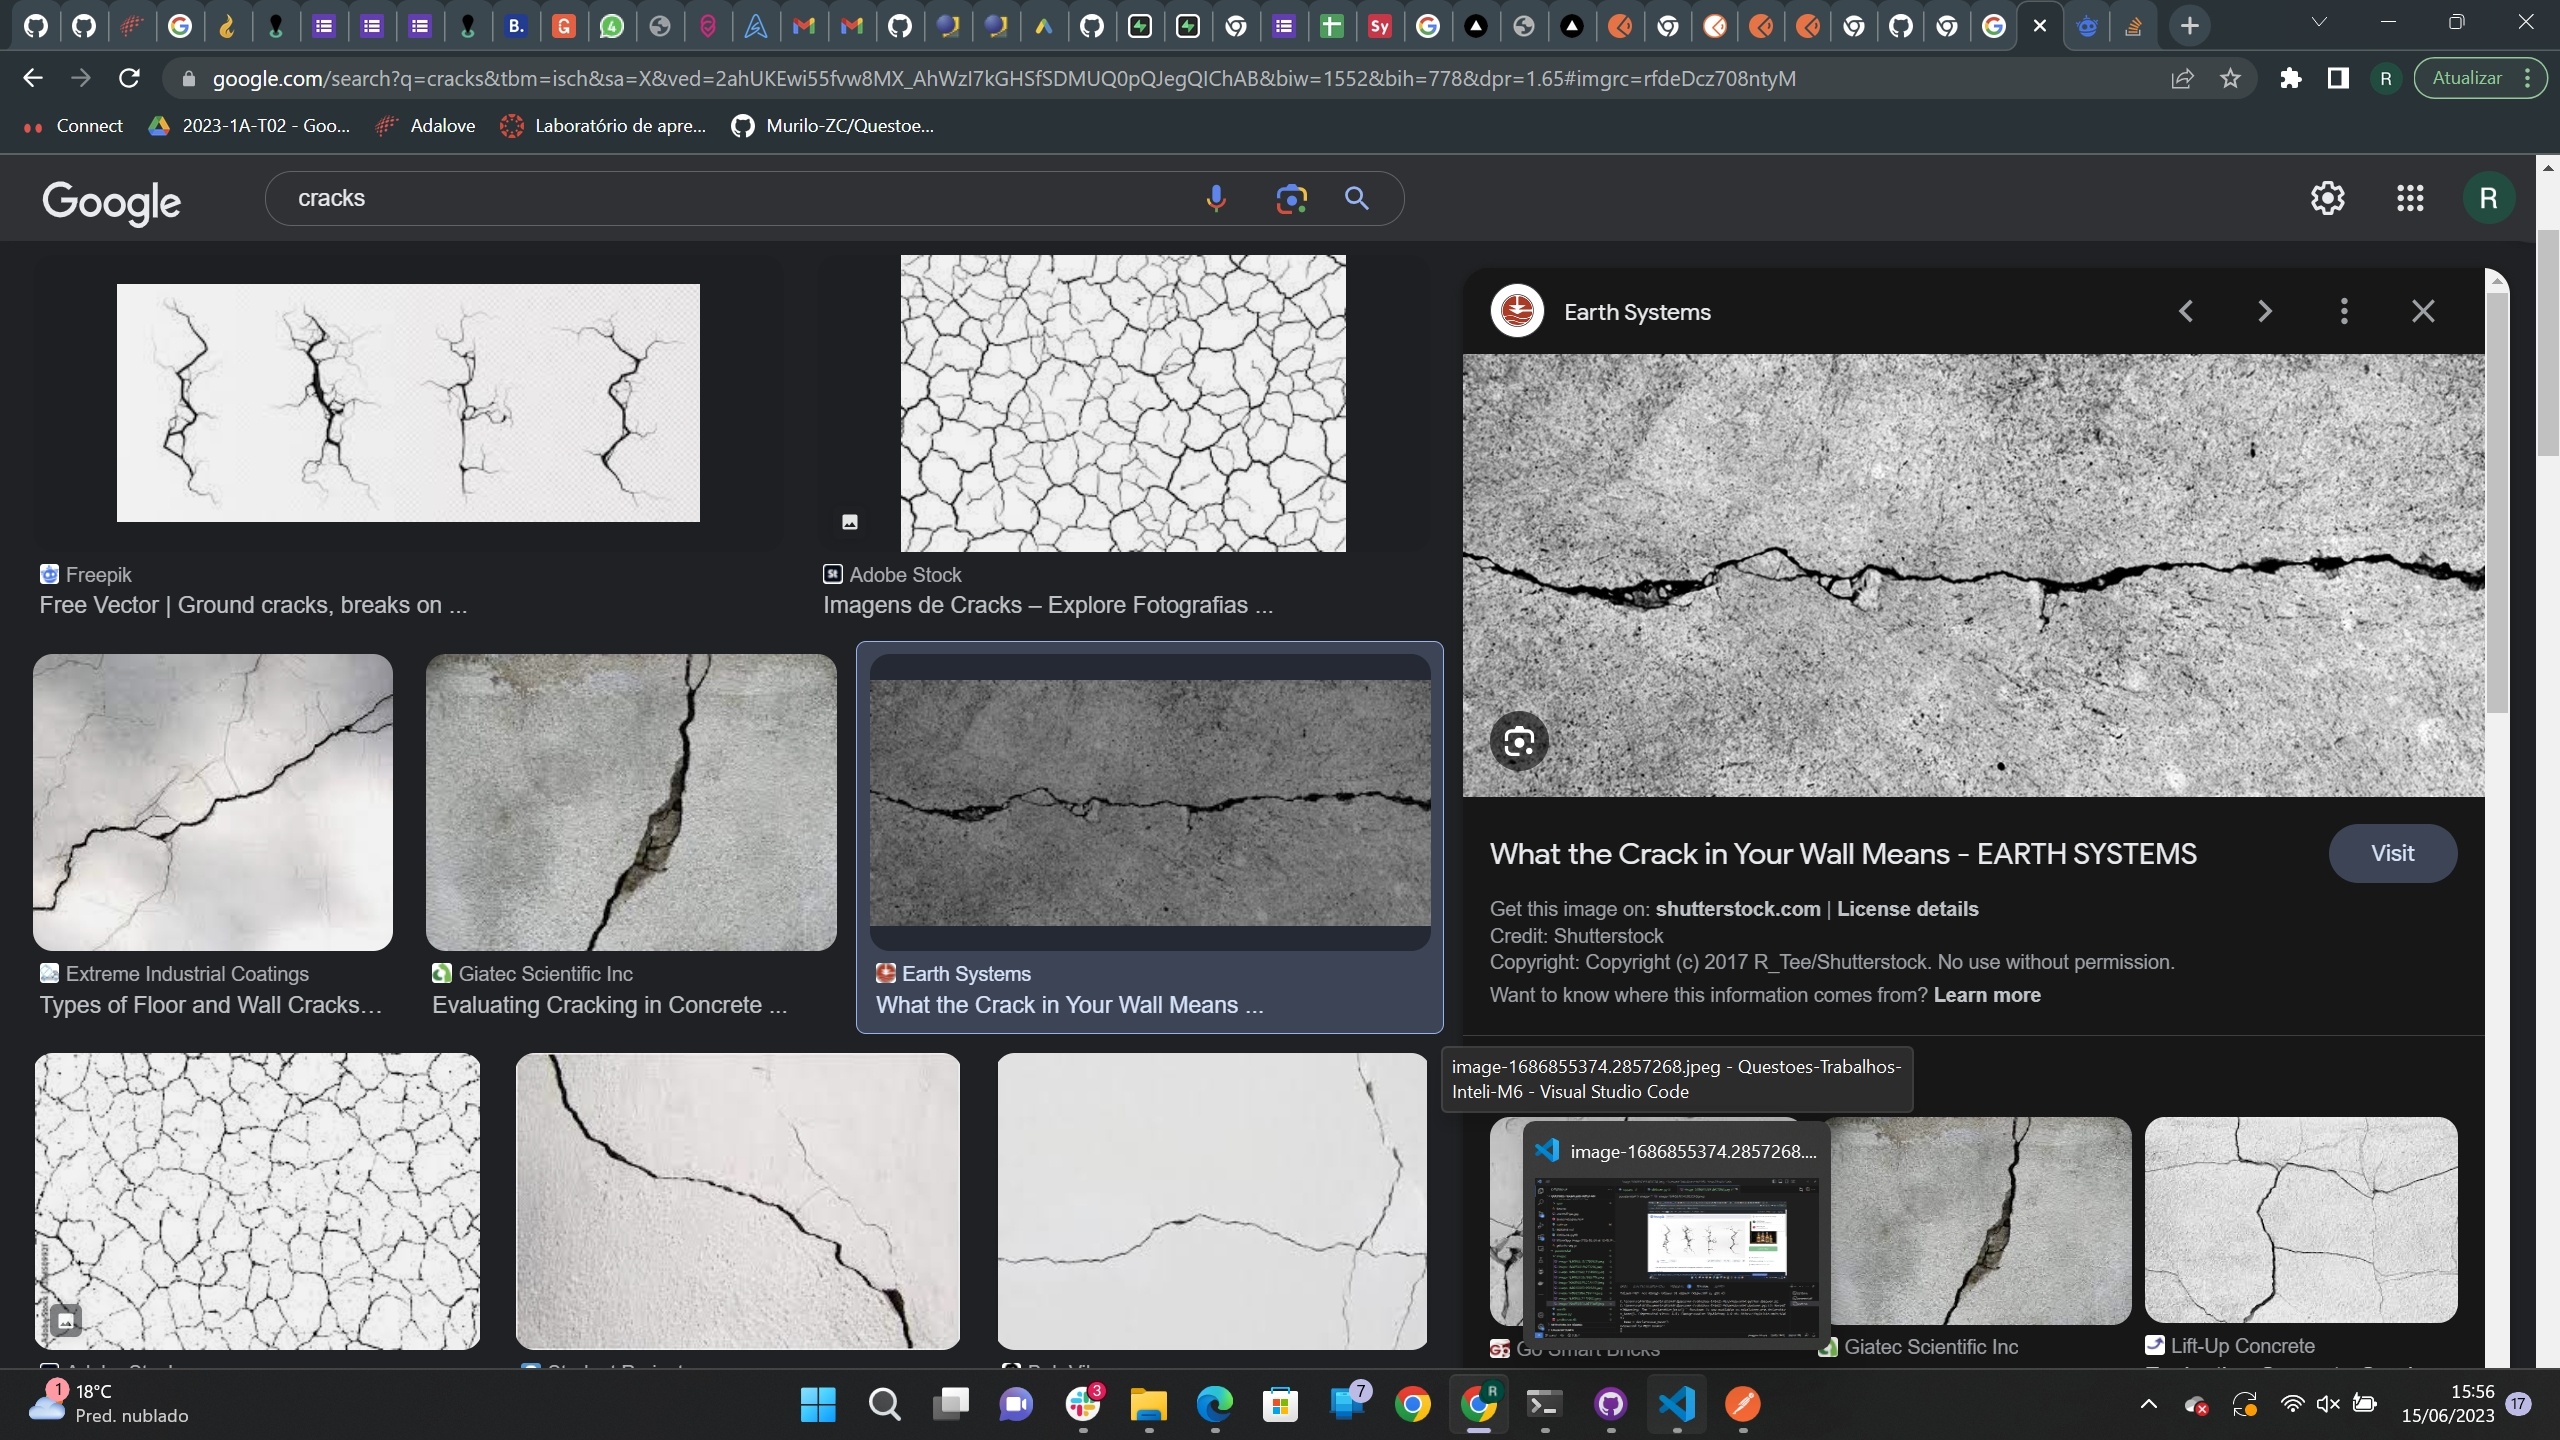 google.com/search?q=cracks&tbm=isch&sa=X&ved=2ahUKEwi55fvw8MX_AhWzI7kGHSfSDMUQ0pQJegQIChAB&biw=1552&bih=778&dpr=1.65#imgrc=rfdeDcz708ntyM
R
Atualizar
Connect
2023-1A-T02 - Goo...
Adalove
Laboratório de apre...
Murilo-ZC/Questoe...
Google
cracks
R
Earth Systems
Freepik
Free Vector | Ground cracks, breaks on ...
Adobe Stock
Imagens de Cracks – Explore Fotografias ...
Extreme Industrial Coatings
Types of Floor and Wall Cracks...
Giatec Scientific Inc
Evaluating Cracking in Concrete ...
Earth Systems
What the Crack in Your Wall Means ...
What the Crack in Your Wall Means - EARTH SYSTEMS
Visit
Get this image on: shutterstock.com | License details
Credit: Shutterstock
Copyright: Copyright (c) 2017 R_Tee/Shutterstock. No use without permission.
Want to know where this information comes from? Learn more
image-1686855374.2857268.jpeg - Questoes-Trabalhos-
Inteli-M6 - Visual Studio Code
image-1686855374.2857268....
Go Smart Bricks
Giatec Scientific Inc
Lift-Up Concrete
1
18°C
Pred. nublado
3
7
R
15:56
15/06/2023
17